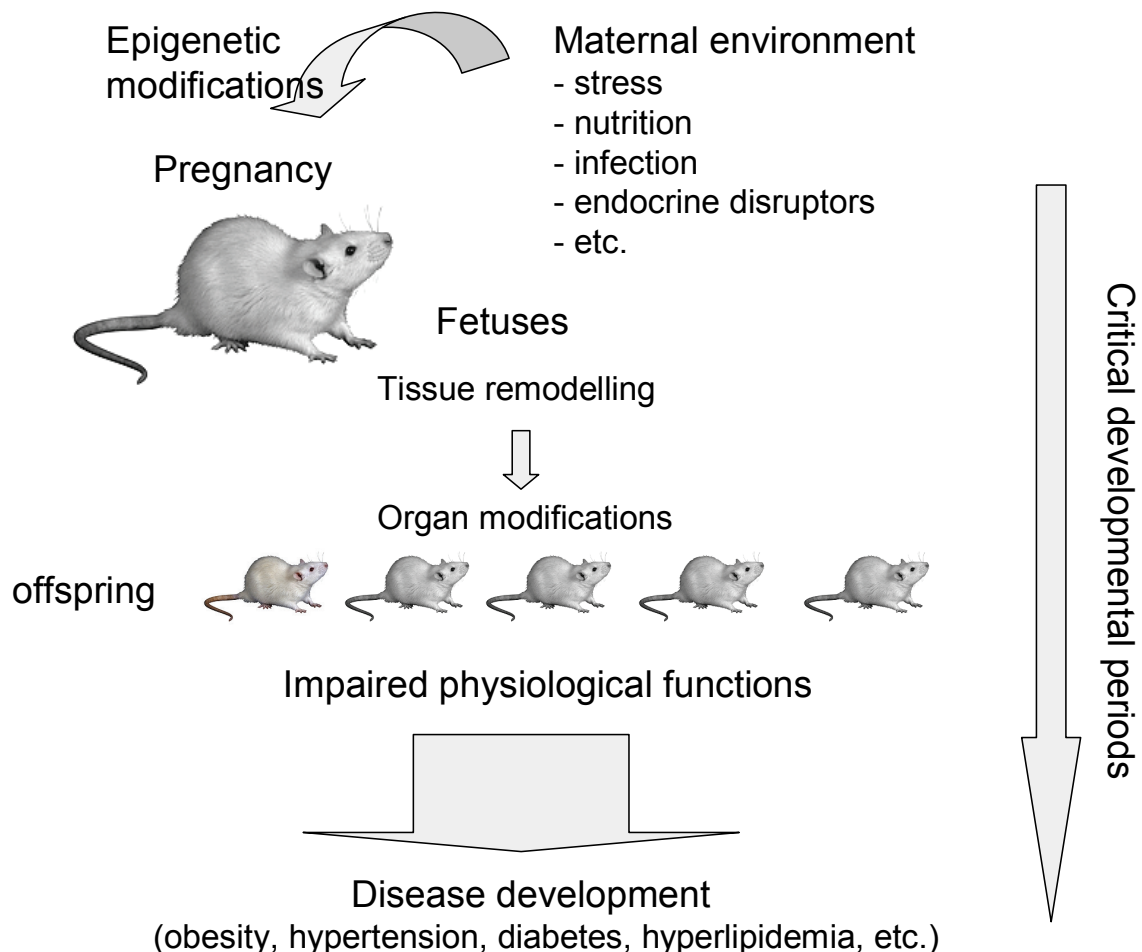 Epigenetic
modifications
Maternal environment
- stress
- nutrition
- infection
- endocrine disruptors
- etc.
Pregnancy
Fetuses
Tissue remodelling
Organ modifications
offspring
Impaired physiological functions
Disease development
(obesity, hypertension, diabetes, hyperlipidemia, etc.)
Critical developmental periods